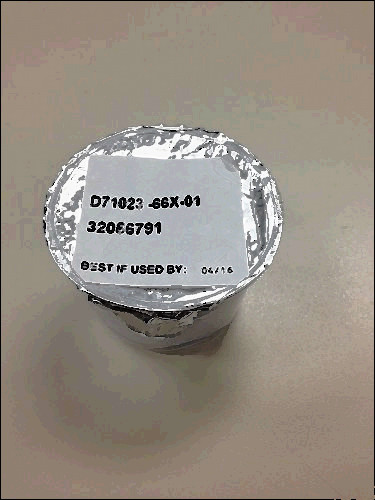 D71023 -66X-01
32066791
BEST IF USED BY: 04/16